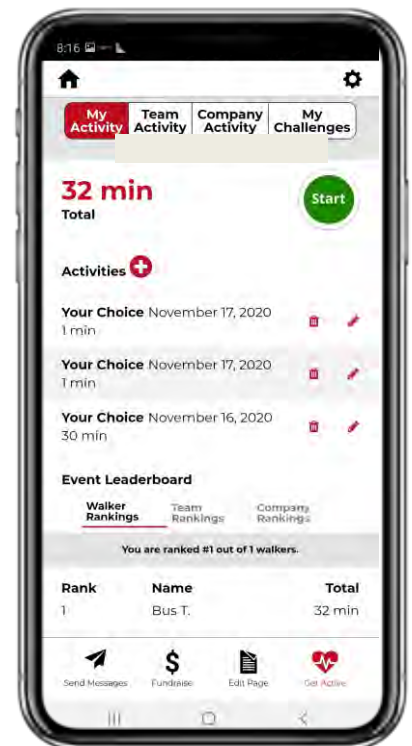 8:16
My Activity
Team Activity
Company Activity
My Challenges
32 min
Total
Start
Activities
Your Choice November 17, 2020
1 min
Your Choice November 17, 2020
1 min
Your Choice November 16, 2020
30 min
Event Leaderboard
Walker Rankings
Team Rankings
Company Rankings
You are ranked #1 out of 1 walkers.
Rank Name Total
1 Bus T. 32 min
Send Messages
Fundraise
Edit Page
Get Active